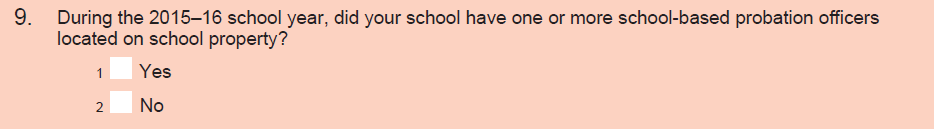 9. During the 2015–16 school year, did your school have one or more school-based probation officers
located on school property?
1 Yes
2 No